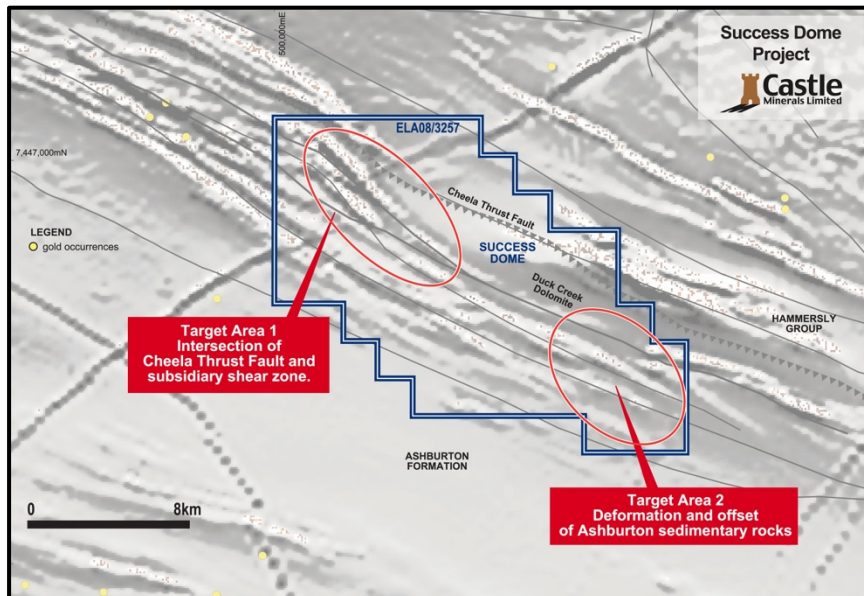 Success Dome
Project
Castle
Minerals Limited
500,000mE
ELA08/3257
7,447,000mN
Cheela Thrust Fault
LEGEND
gold occurrences
SUCCESS
DOME
Duck Creek
Dolomite
HAMMERSLY
GROUP
Target Area 1
Intersection of
Cheela Thrust Fault and
subsidiary shear zone.
ASHBURTON
FORMATION
0 8km
Target Area 2
Deformation and offset
of Ashburton sedimentary rocks